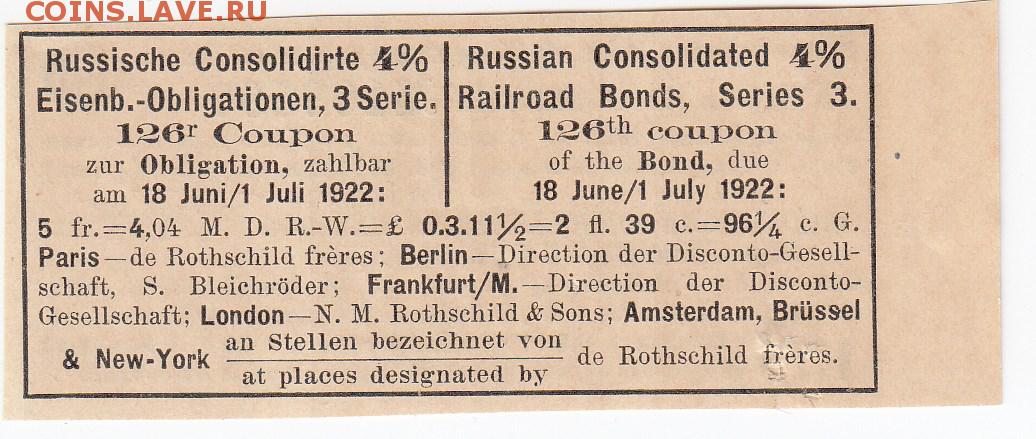 COINS.LAVE.RU
Russische Consolidirte 4%
Eisenb.-Obligationen, 3 Serie.
126r Coupon
zur Obligation, zahlbar
am 18 Juni/1 Juli 1922:
Russian Consolidated 4%
Railroad Bonds, Series 3.
126th coupon
of the Bond, due
18 June/1 July 1922:
5 fr.=4,04 M. D. R.-W.=£ 0.3.11½=2 fl. 39 c.=96¼ c. G.
Paris—de Rothschild frères; Berlin—Direction der Disconto-Gesell-
schaft, S. Bleichröder; Frankfurt/M.—Direction der Disconto-
Gesellschaft; London—N. M. Rothschild & Sons; Amsterdam, Brüssel
& New-York an Stellen bezeichnet von de Rothschild frères.
at places designated by